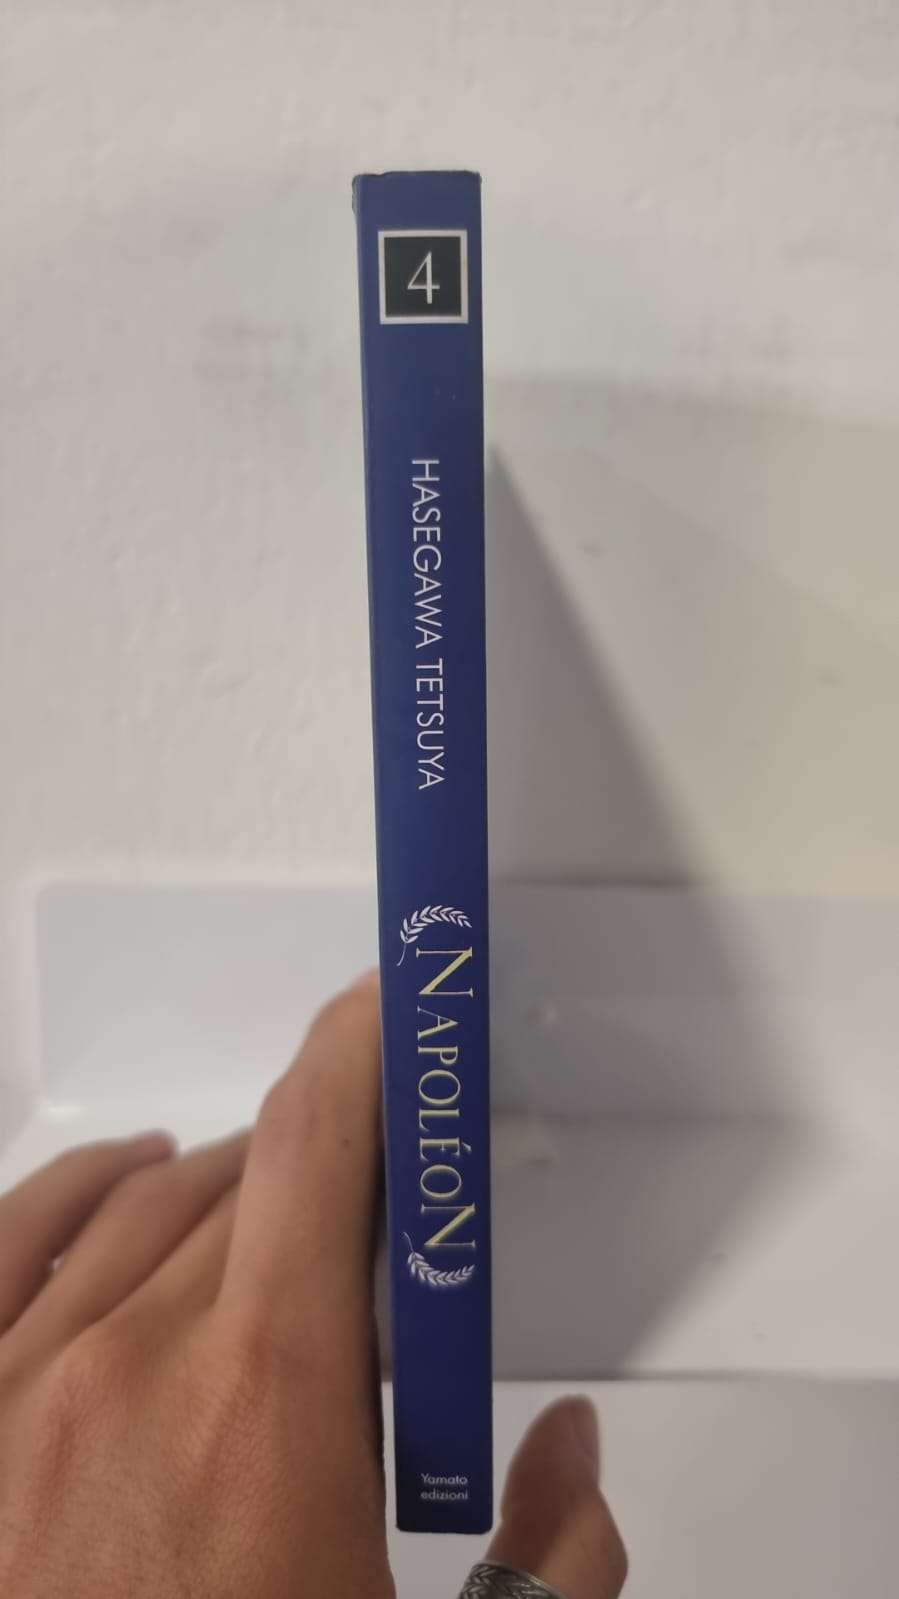 4
HASEGAWA TETSUYA
NAPOLÉON
Yamato
edizioni